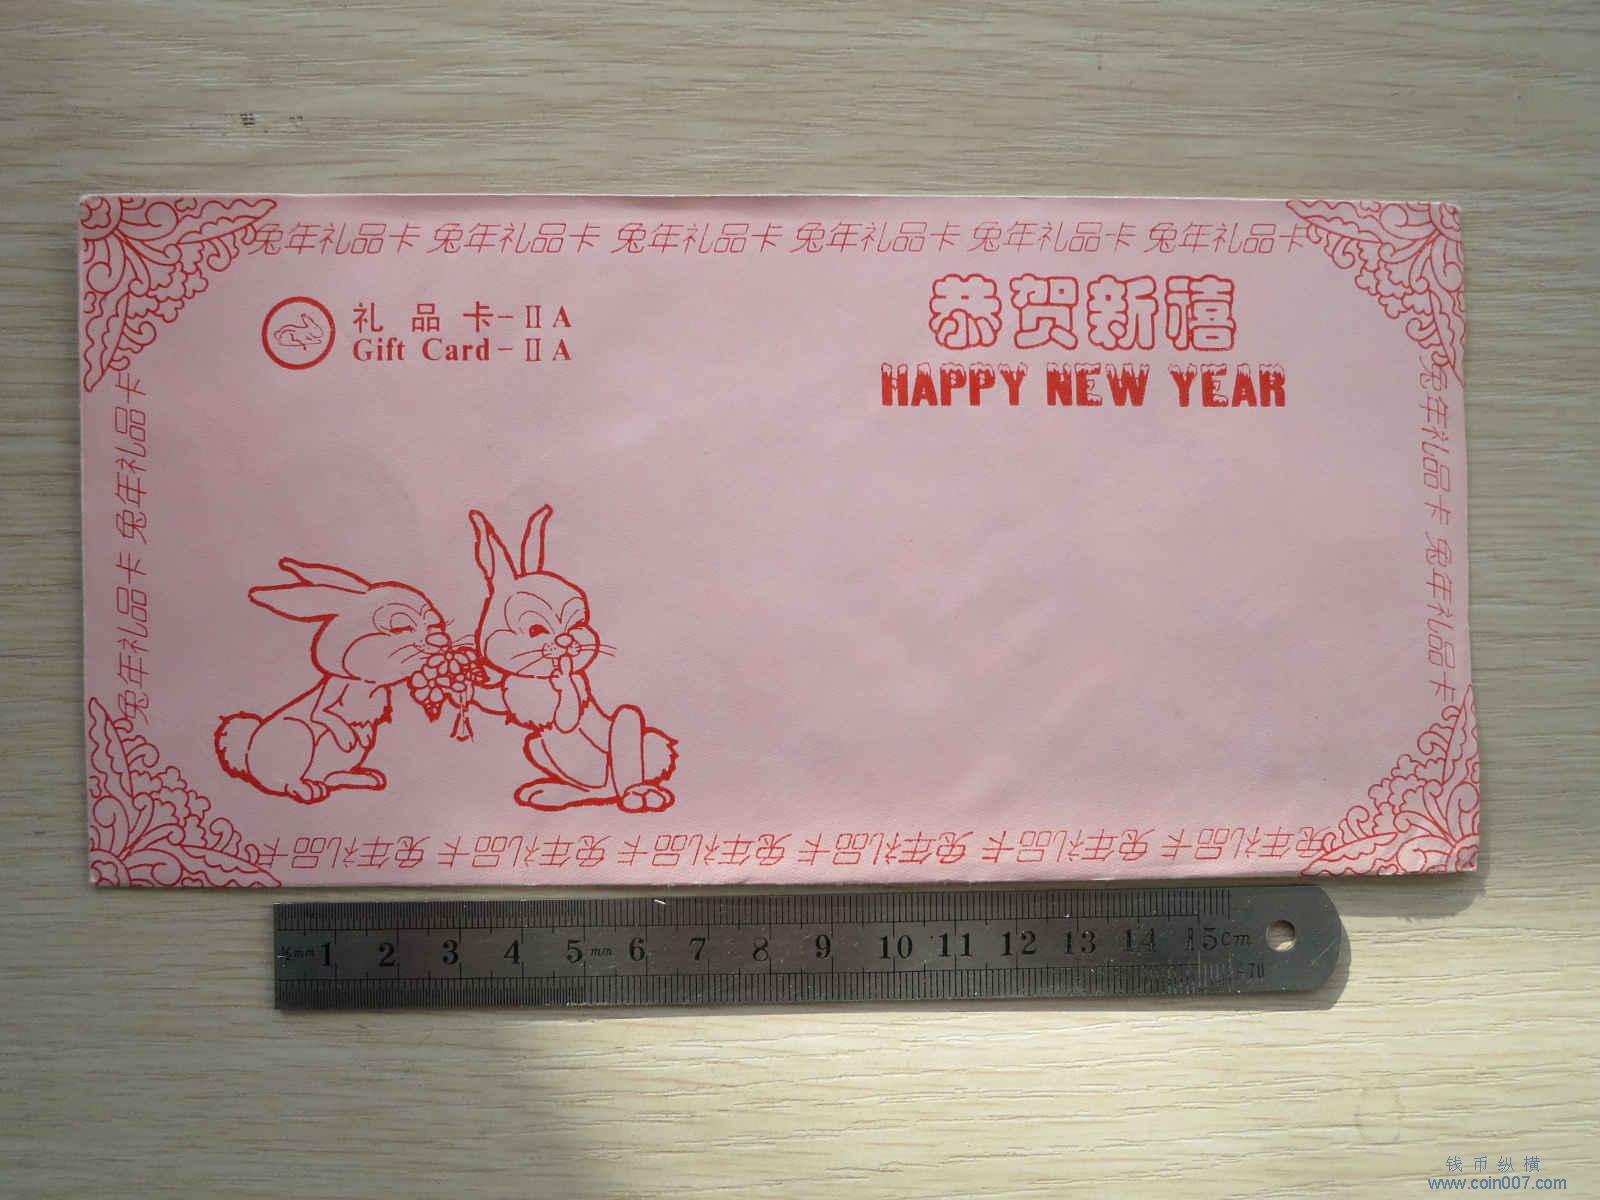 兔年礼品卡 兔年礼品卡 兔年礼品卡 兔年礼品卡 兔年礼品卡 兔年礼品卡
礼品卡-ⅡA
Gift Card-ⅡA
恭贺新禧
HAPPY NEW YEAR
兔年礼品卡 兔年礼品卡
兔年礼品卡 兔年礼品卡
兔年礼品卡 兔年礼品卡 兔年礼品卡 兔年礼品卡 兔年礼品卡 兔年礼品卡
½mm 1 2 3 4 5 mm 6 7 8 9 10 11 12 13 14 15cm
钱币纵横
www.coin007.com